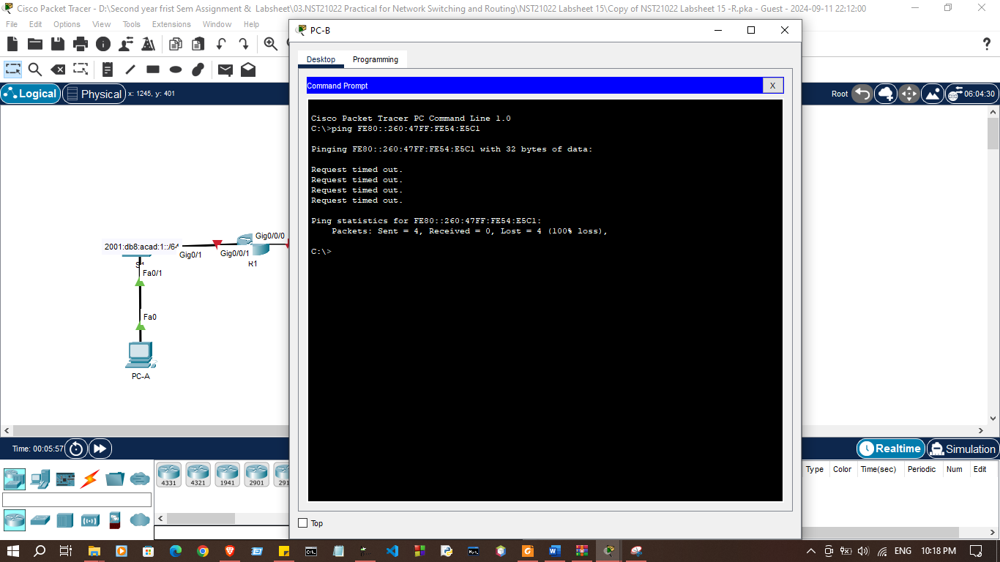 Cisco Packet Tracer - D:\Second year frist Sem Assignment & Labsheet\03.NST21022 Practical for Network Switching and Routing\NST21022 Labsheet 15\Copy of NST21022 Labsheet 15 -R.pka - Guest - 2024-09-11 22:12:00
File Edit Options View Tools Extensions Window Help
PC-B
Desktop Programming
Command Prompt X
Logical Physical x: 1245, y: 401
Root 06:04:30
Cisco Packet Tracer PC Command Line 1.0
C:\>ping FE80::260:47FF:FE54:E5C1
Pinging FE80::260:47FF:FE54:E5C1 with 32 bytes of data:
Request timed out.
Request timed out.
Request timed out.
Request timed out.
Ping statistics for FE80::260:47FF:FE54:E5C1:
Packets: Sent = 4, Received = 0, Lost = 4 (100% loss),
C:\>
2001:db8:acad:1::/64
Gig0/1
Gig0/0/1
Gig0/0/0
R1
S1
Fa0/1
Fa0
PC-A
Time: 00:05:57
Realtime Simulation
4331 4321 1941 2901 291
Type Color Time(sec) Periodic Num Edit
Top
ENG 10:18 PM